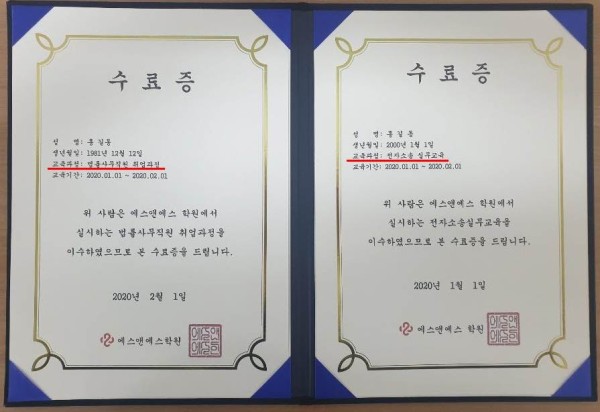 수료증
성 명: 홍 길 동
생년월일: 1981년 12월 12일
교육과정: 법률사무직원 취업과정
교육기간: 2020.01.01 ~ 2020.02.01
위 사람은 에스앤에스 학원에서
실시하는 법률사무직원 취업과정을
이수하였으므로 본 수료증을 드립니다.
2020년 2월 1일
에스앤에스학원
수료증
성 명: 홍 길 동
생년월일: 2000년 1월 1일
교육과정: 전자소송 실무교육
교육기간: 2020.01.01 ~ 2020.02.01
위 사람은 에스앤에스 학원에서
실시하는 전자소송실무교육을
이수하였으므로 본 수료증을 드립니다.
2020년 1월 1일
에스앤에스 학원